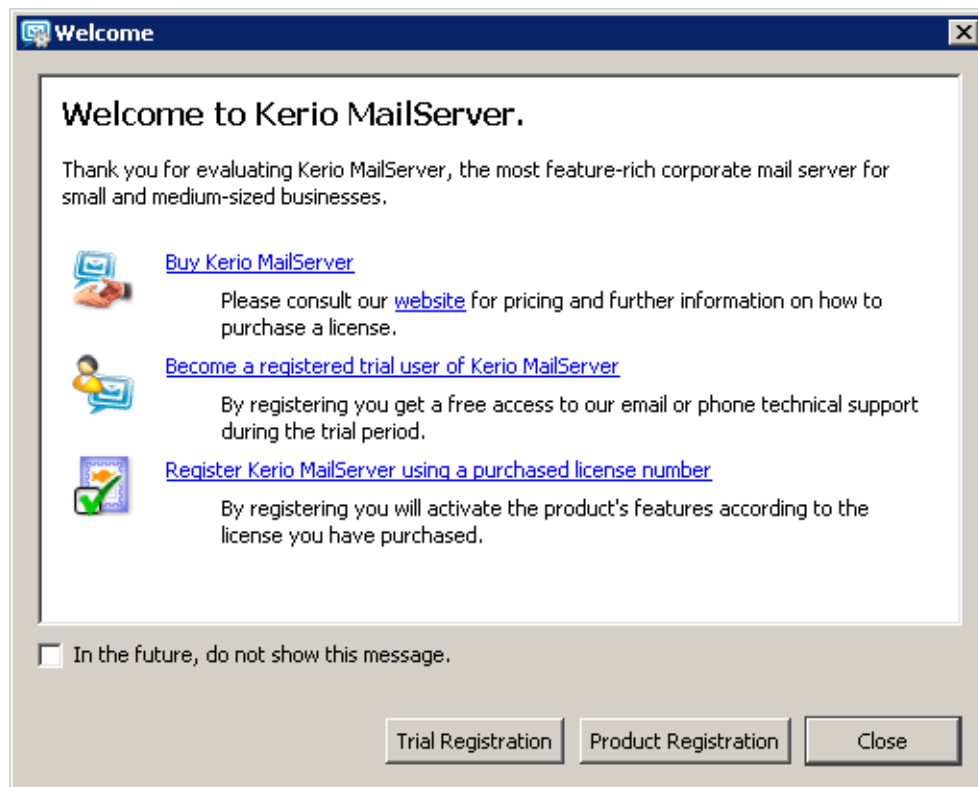 Welcome
Welcome to Kerio MailServer.
Thank you for evaluating Kerio MailServer, the most feature-rich corporate mail server for
small and medium-sized businesses.
Buy Kerio MailServer
Please consult our website for pricing and further information on how to
purchase a license.
Become a registered trial user of Kerio MailServer
By registering you get a free access to our email or phone technical support
during the trial period.
Register Kerio MailServer using a purchased license number
By registering you will activate the product's features according to the
license you have purchased.
In the future, do not show this message.
Trial Registration Product Registration Close